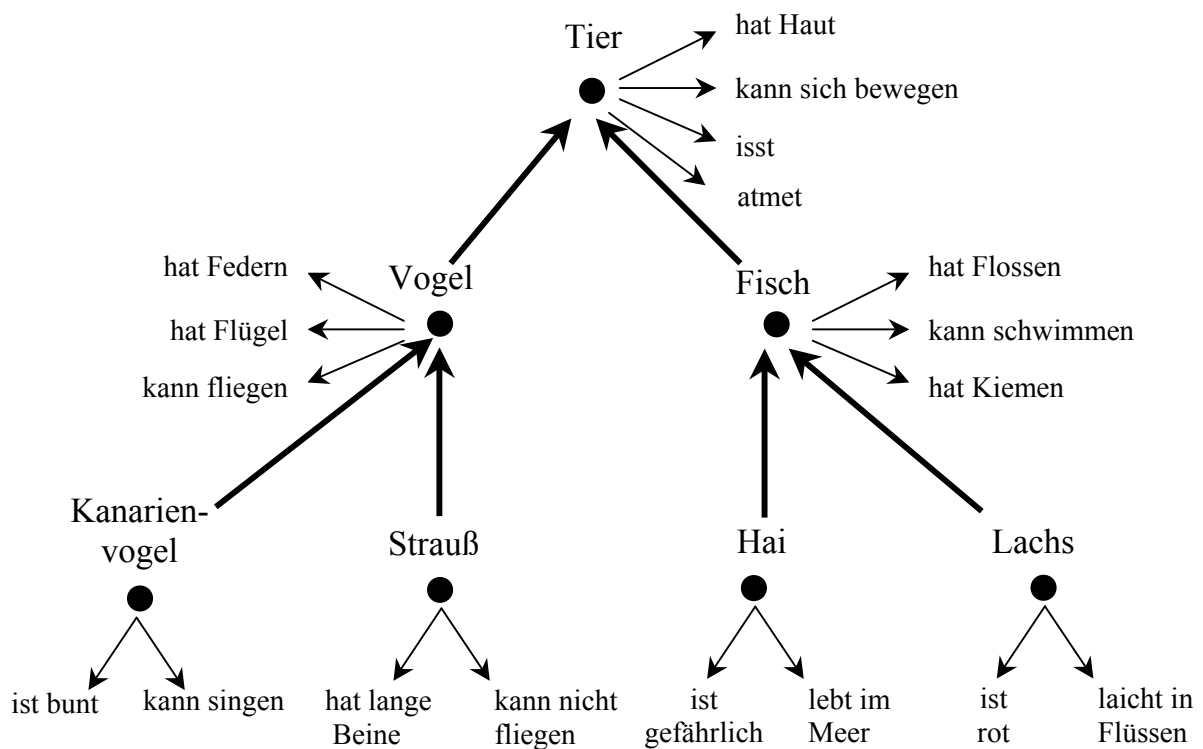 Tier
hat Haut
kann sich bewegen
isst
atmet
Vogel
hat Federn
hat Flügel
kann fliegen
Fisch
hat Flossen
kann schwimmen
hat Kiemen
Kanarien-
vogel
ist bunt
kann singen
Strauß
hat lange
Beine
kann nicht
fliegen
Hai
ist
gefährlich
lebt im
Meer
Lachs
ist
rot
laicht in
Flüssen